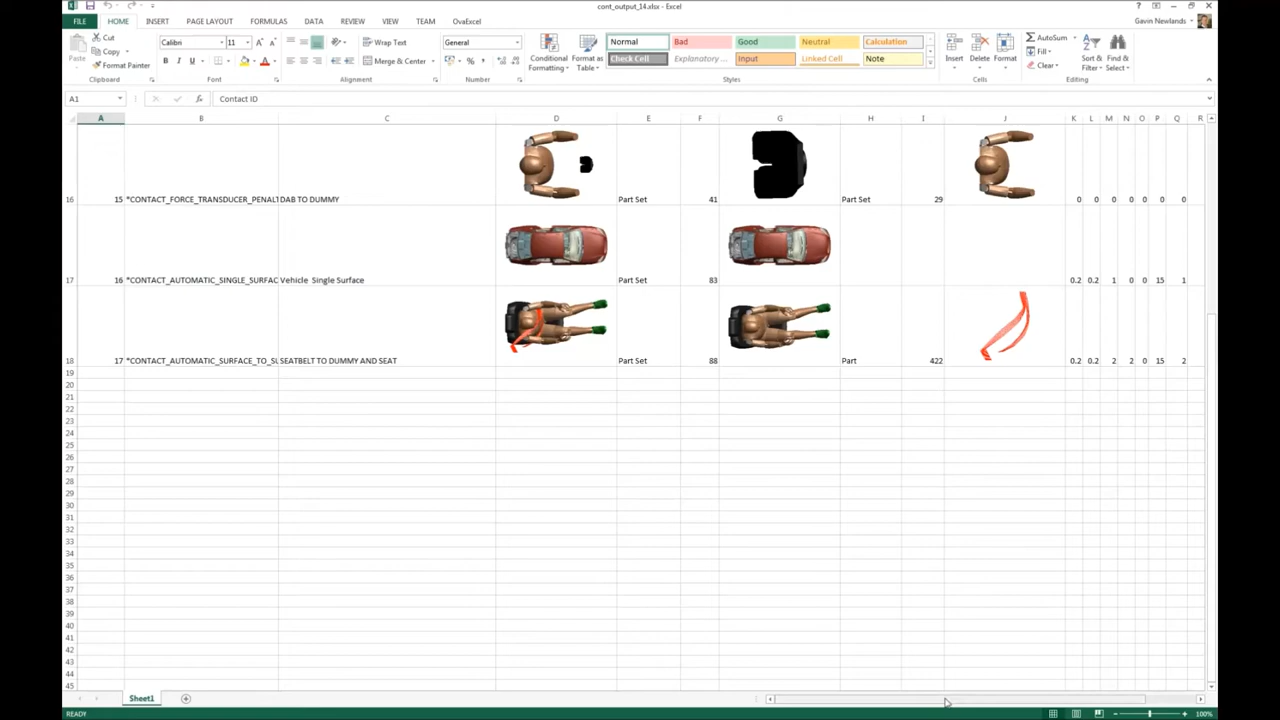 cont_output_14.xlsx - Excel
FILE HOME INSERT PAGE LAYOUT FORMULAS DATA REVIEW VIEW TEAM OvaExcel
Gavin Newlands
Paste
Cut
Copy
Format Painter
Clipboard
Calibri 11
Font
Wrap Text
Merge & Center
Alignment
General
Number
Conditional Formatting
Format as Table
Normal Bad Good Neutral Calculation
Check Cell Explanatory ... Input Linked Cell Note
Styles
Insert Delete Format
Cells
AutoSum
Fill
Clear
Sort & Filter
Find & Select
Editing
A1 Contact ID
A B C D E F G H I J K L M N O P Q R
16 15 *CONTACT_FORCE_TRANSDUCER_PENALT DAB TO DUMMY Part Set 41 Part Set 29 0 0 0 0 0 0 0
17 16 *CONTACT_AUTOMATIC_SINGLE_SURFAC Vehicle Single Surface Part Set 83 0.2 0.2 1 0 0 15 1
18 17 *CONTACT_AUTOMATIC_SURFACE_TO_SU SEATBELT TO DUMMY AND SEAT Part Set 88 Part 422 0.2 0.2 2 2 0 15 2
19
20
21
22
23
24
25
26
27
28
29
30
31
32
33
34
35
36
37
38
39
40
41
42
43
44
45
Sheet1
READY
100%